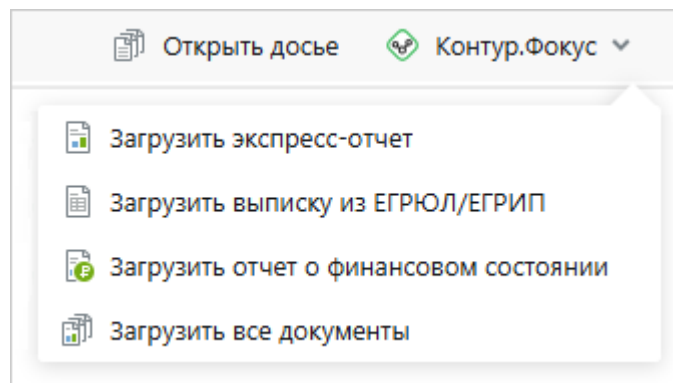 Открыть досье Контур.Фокус
Загрузить экспресс-отчет
Загрузить выписку из ЕГРЮЛ/ЕГРИП
Загрузить отчет о финансовом состоянии
Загрузить все документы